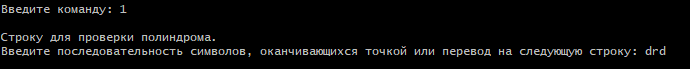 Введите команду: 1
Строку для проверки полиндрома.
Введите последовательность символов, оканчивающихся точкой или перевод на следующую строку: drd